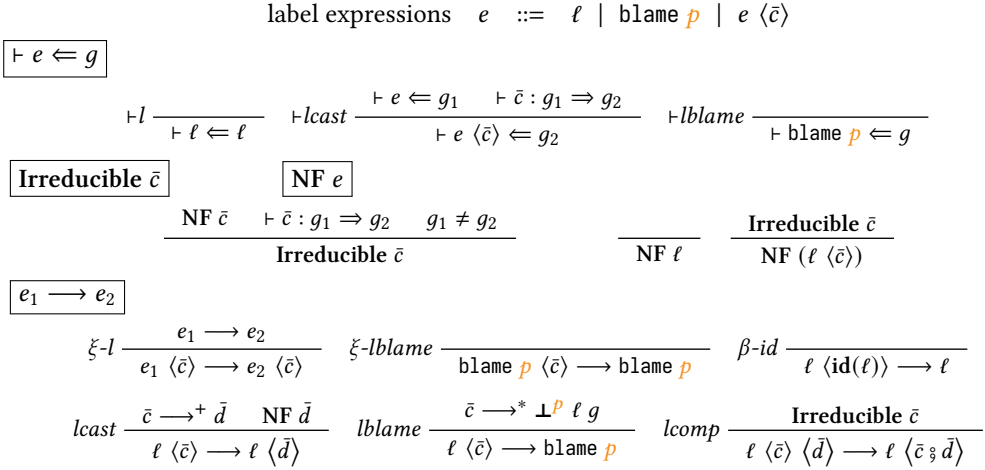 label expressions e ::= ℓ | blame p | e ⟨c̄⟩
⊢ e ⇐ g
⊢l ⊢ ℓ ⇐ ℓ ⊢lcast ⊢ e ⇐ g₁ ⊢ c̄ : g₁ ⇒ g₂ ⊢ e ⟨c̄⟩ ⇐ g₂ ⊢lblame ⊢ blame p ⇐ g
Irreducible c̄ NF e
NF c̄ ⊢ c̄ : g₁ ⇒ g₂ g₁ ≠ g₂ Irreducible c̄
Irreducible c̄ NF ℓ NF (ℓ ⟨c̄⟩)
e₁ ⟶ e₂
ξ-l e₁ ⟶ e₂ e₁ ⟨c̄⟩ ⟶ e₂ ⟨c̄⟩ ξ-lblame blame p ⟨c̄⟩ ⟶ blame p β-id ℓ ⟨id(ℓ)⟩ ⟶ ℓ
lcast c̄ ⟶⁺ d̄ NF d̄ ℓ ⟨c̄⟩ ⟶ ℓ ⟨d̄⟩ lblame c̄ ⟶* ⊥ᵖ ℓ g ℓ ⟨c̄⟩ ⟶ blame p lcomp Irreducible c̄ ℓ ⟨c̄⟩ ⟨d̄⟩ ⟶ ℓ ⟨c̄ ⨟ d̄⟩